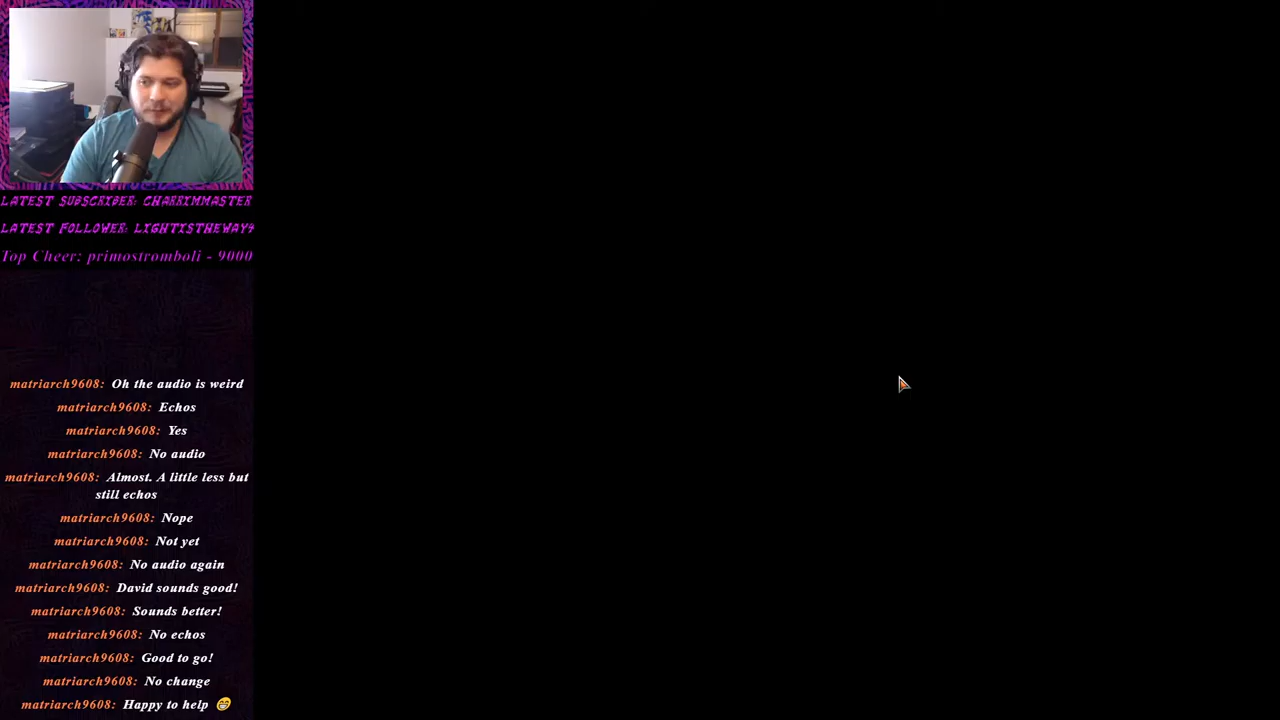 LATEST SUBSCRIBER: CHARRIMMASTER
LATEST FOLLOWER: LIGHTISTHEWAY4
Top Cheer: primostromboli - 9000
matriarch9608: Oh the audio is weird
matriarch9608: Echos
matriarch9608: Yes
matriarch9608: No audio
matriarch9608: Almost. A little less but
still echos
matriarch9608: Nope
matriarch9608: Not yet
matriarch9608: No audio again
matriarch9608: David sounds good!
matriarch9608: Sounds better!
matriarch9608: No echos
matriarch9608: Good to go!
matriarch9608: No change
matriarch9608: Happy to help 😁